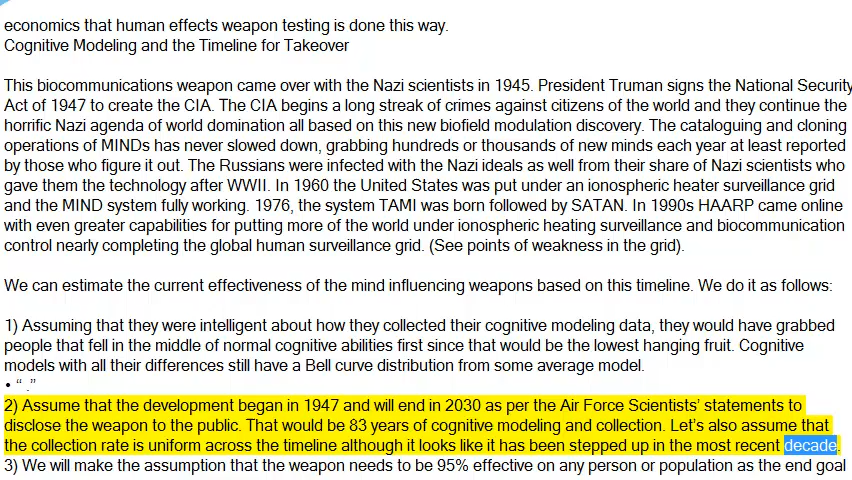 economics that human effects weapon testing is done this way.
Cognitive Modeling and the Timeline for Takeover
This biocommunications weapon came over with the Nazi scientists in 1945. President Truman signs the National Security
Act of 1947 to create the CIA. The CIA begins a long streak of crimes against citizens of the world and they continue the
horrific Nazi agenda of world domination all based on this new biofield modulation discovery. The cataloguing and cloning
operations of MINDs has never slowed down, grabbing hundreds or thousands of new minds each year at least reported
by those who figure it out. The Russians were infected with the Nazi ideals as well from their share of Nazi scientists who
gave them the technology after WWII. In 1960 the United States was put under an ionospheric heater surveillance grid
and the MIND system fully working. 1976, the system TAMI was born followed by SATAN. In 1990s HAARP came online
with even greater capabilities for putting more of the world under ionospheric heating surveillance and biocommunication
control nearly completing the global human surveillance grid. (See points of weakness in the grid).
We can estimate the current effectiveness of the mind influencing weapons based on this timeline. We do it as follows:
1) Assuming that they were intelligent about how they collected their cognitive modeling data, they would have grabbed
people that fell in the middle of normal cognitive abilities first since that would be the lowest hanging fruit. Cognitive
models with all their differences still have a Bell curve distribution from some average model.
• “ .”
2) Assume that the development began in 1947 and will end in 2030 as per the Air Force Scientists’ statements to
disclose the weapon to the public. That would be 83 years of cognitive modeling and collection. Let’s also assume that
the collection rate is uniform across the timeline although it looks like it has been stepped up in the most recent decade.
3) We will make the assumption that the weapon needs to be 95% effective on any person or population as the end goal